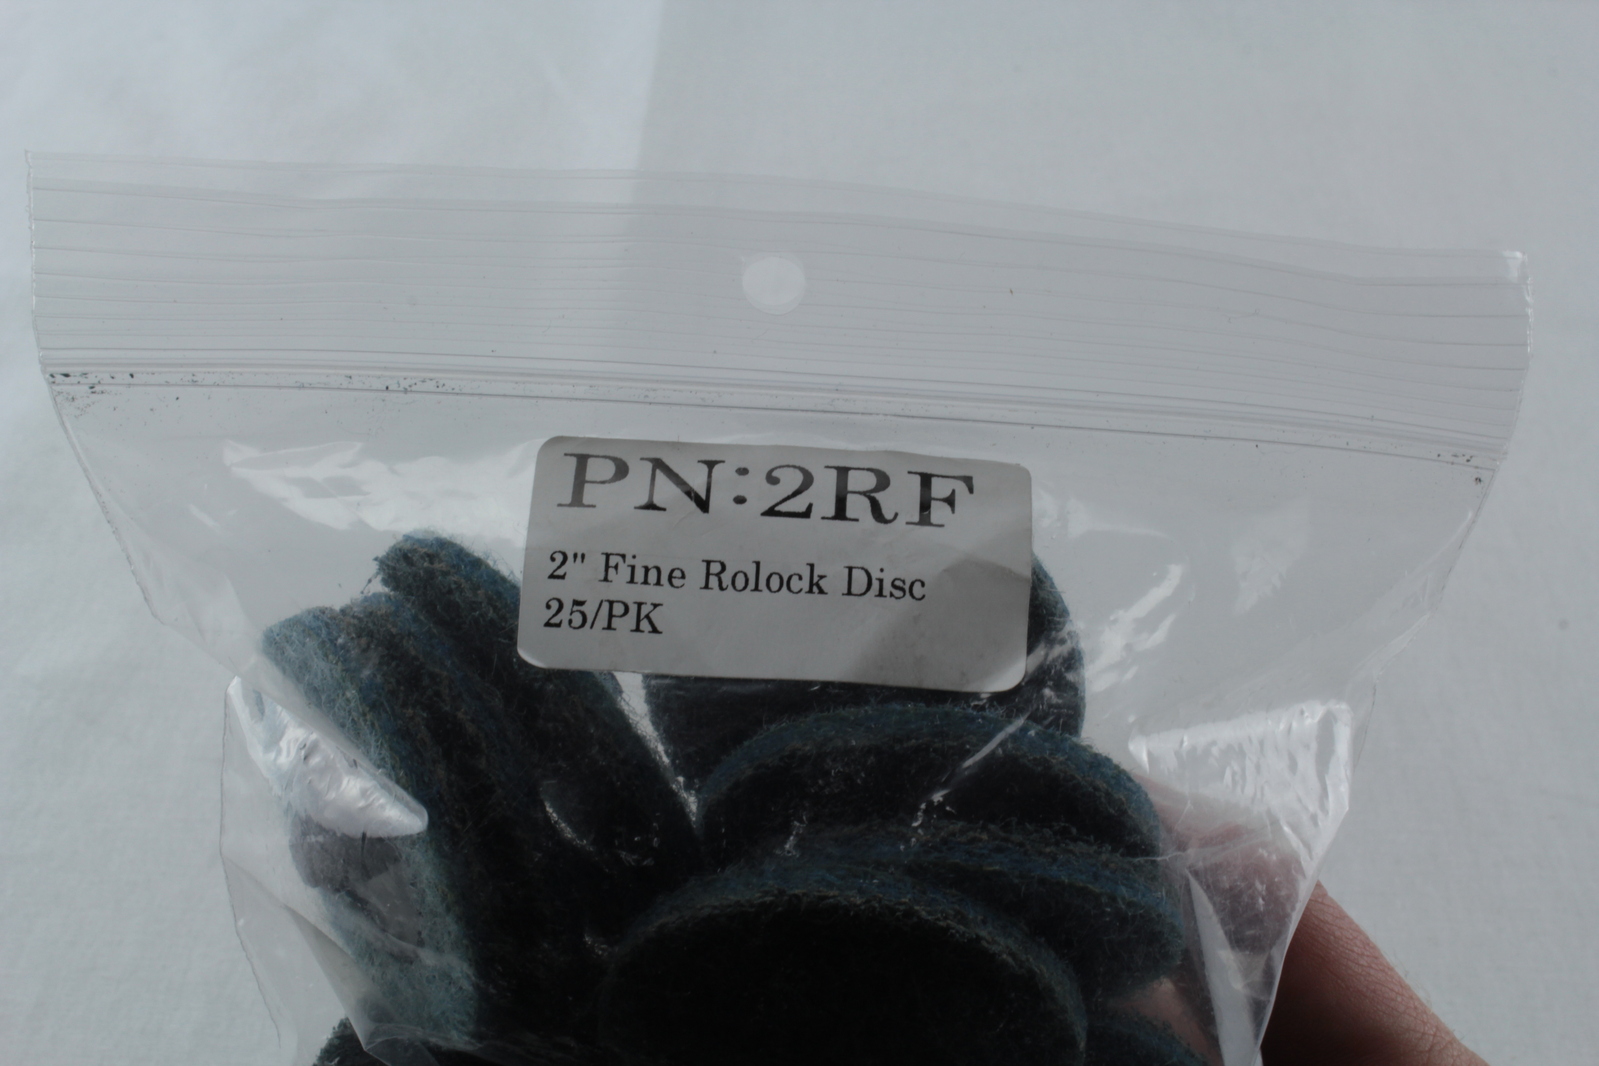 PN:2RF
2" Fine Rolock Disc
25/PK